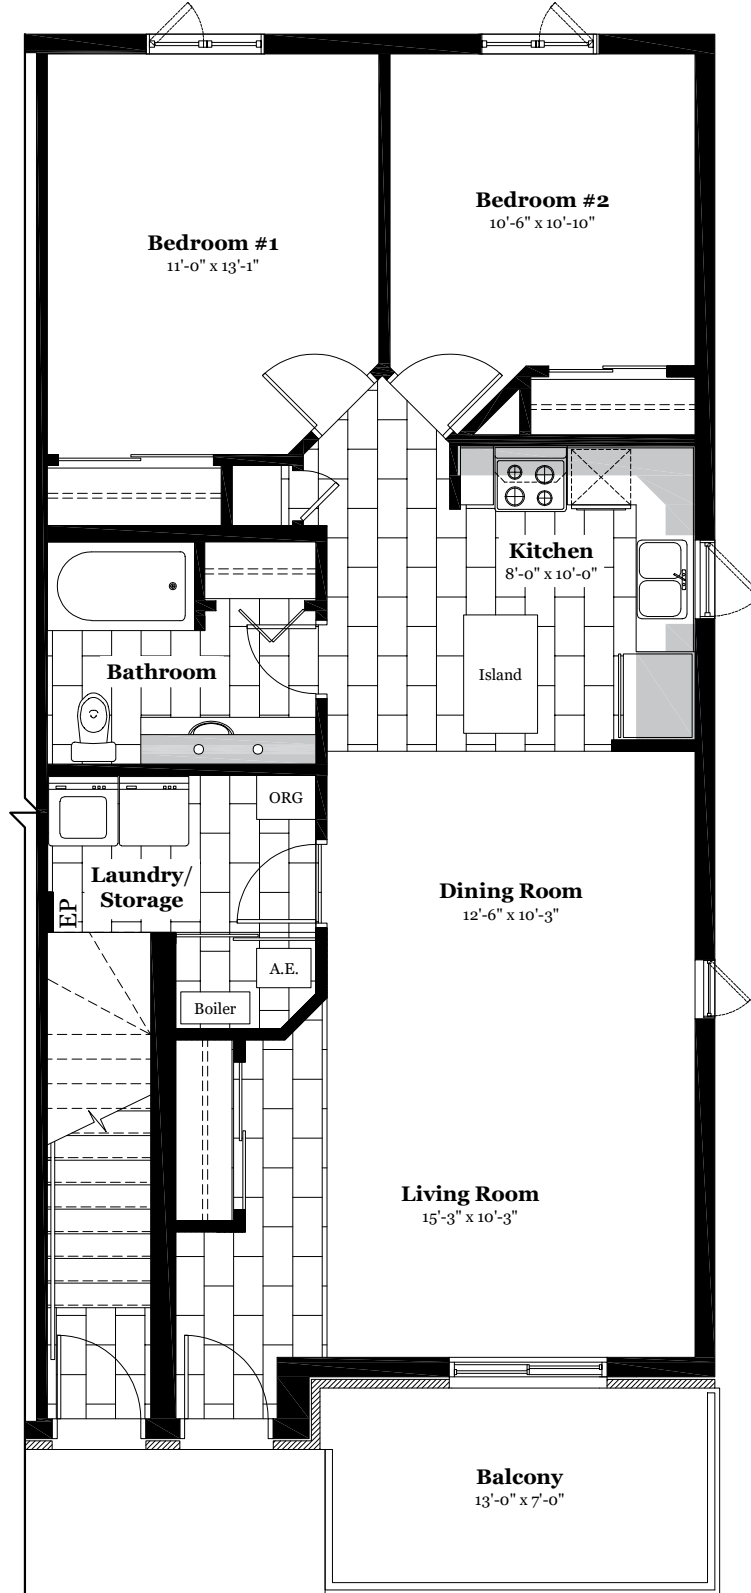 Bedroom #1
11'-0" x 13'-1"
Bedroom #2
10'-6" x 10'-10"
Kitchen
8'-0" x 10'-0"
Island
Bathroom
ORG
Laundry/
Storage
EP
A.E.
Boiler
Dining Room
12'-6" x 10'-3"
Living Room
15'-3" x 10'-3"
Balcony
13'-0" x 7'-0"